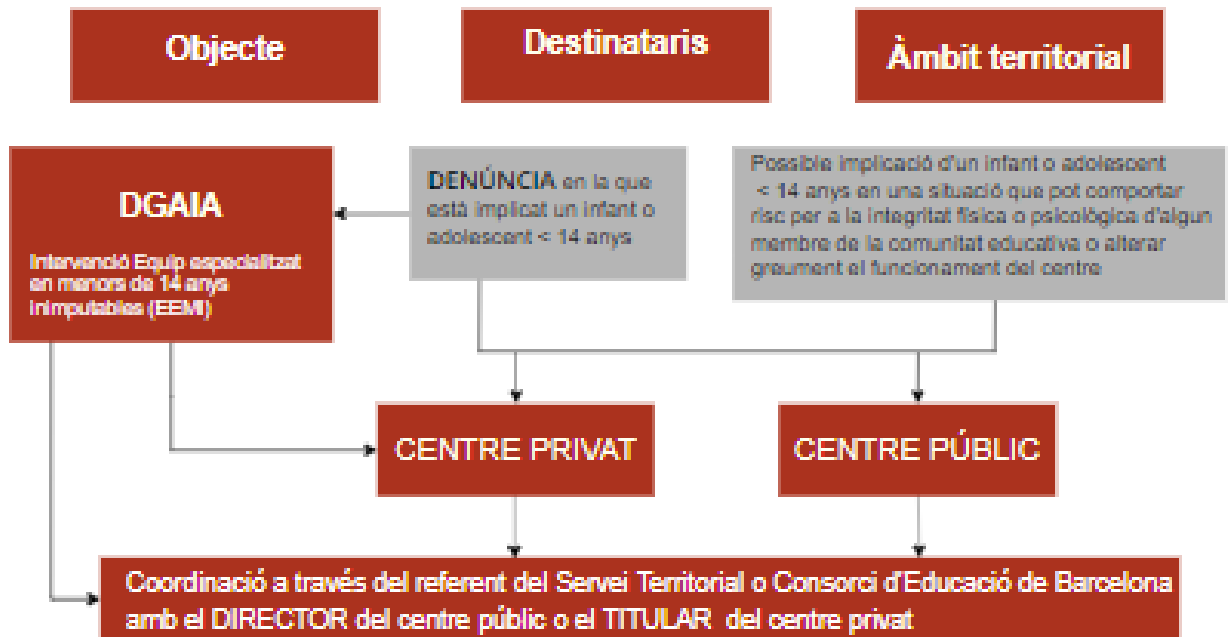 Objecte
Destinataris
Àmbit territorial
DGAIA
Intervenció Equip especialitzat
en menors de 14 anys
inimputables (EEMI)
DENÚNCIA en la que
està implicat un infant o
adolescent < 14 anys
Possible implicació d'un infant o adolescent
< 14 anys en una situació que pot comportar
risc per a la integritat física o psicològica d'algun
membre de la comunitat educativa o alterar
greument el funcionament del centre
CENTRE PRIVAT
CENTRE PÚBLIC
Coordinació a través del referent del Servei Territorial o Consorci d'Educació de Barcelona
amb el DIRECTOR del centre públic o el TITULAR del centre privat